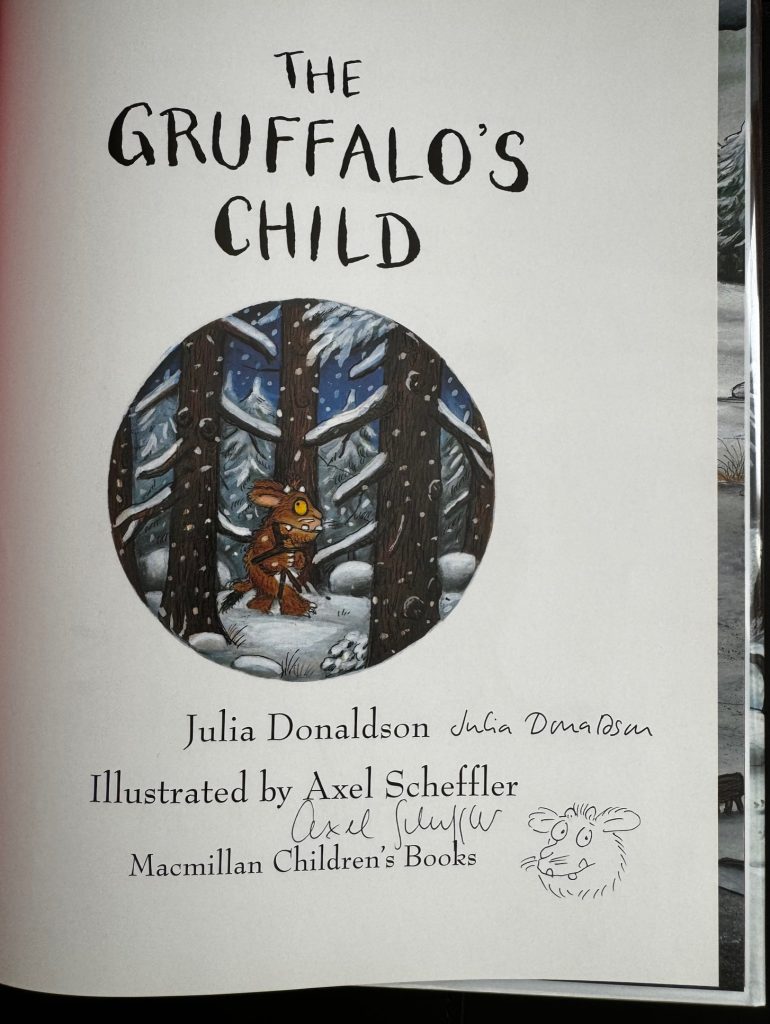 THE
GRUFFALO'S
CHILD
Julia Donaldson Julia Donaldson
Illustrated by Axel Scheffler
Axel Scheffler
Macmillan Children's Books